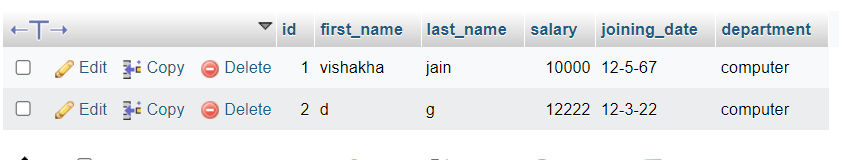 ←T→ id first_name last_name salary joining_date department
Edit Copy Delete 1 vishakha jain 10000 12-5-67 computer
Edit Copy Delete 2 d g 12222 12-3-22 computer